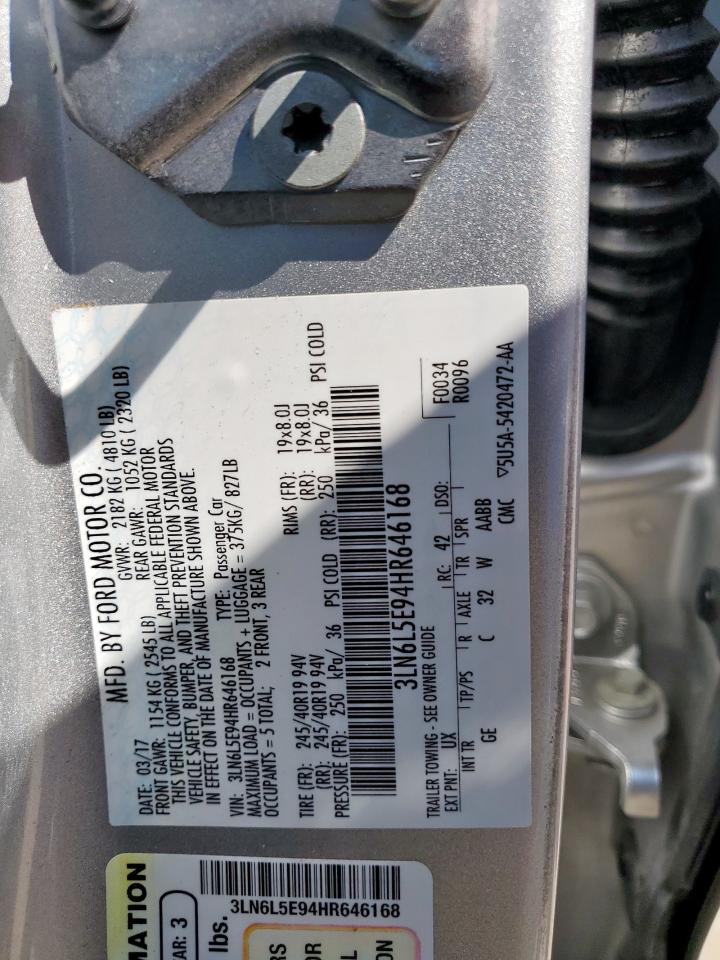 MFD. BY FORD MOTOR CO.
DATE: 03/17 GVWR: 2182 KG ( 4810 LB)
FRONT GAWR: 1154 KG ( 2545 LB) REAR GAWR: 1052 KG ( 2320 LB)
THIS VEHICLE CONFORMS TO ALL APPLICABLE FEDERAL MOTOR
VEHICLE SAFETY, BUMPER, AND THEFT PREVENTION STANDARDS
IN EFFECT ON THE DATE OF MANUFACTURE SHOWN ABOVE.
VIN: 3LN6L5E94HR646168 TYPE: Passenger Car
MAXIMUM LOAD = OCCUPANTS + LUGGAGE = 375KG/ 827LB
OCCUPANTS = 5 TOTAL; 2 FRONT, 3 REAR
TIRE (FR): 245/40R19 94V RIMS (FR): 19x8.0J
(RR): 245/40R19 94V (RR): 19x8.0J
PRESSURE (FR): 250 kPa/ 36 PSI COLD (RR): 250 kPa/ 36 PSI COLD
3LN6L5E94HR646168
TRAILER TOWING - SEE OWNER GUIDE
F0034
EXT PNT: UX RC: 42 DSO: R0096
INT TR TP/PS R AXLE TR SPR
GE C 32 W AABB
CMC ▽5U5A-5420472-AA
MATION
AR: 3
3LN6L5E94HR646168
lbs.
RS
OR
L
ON